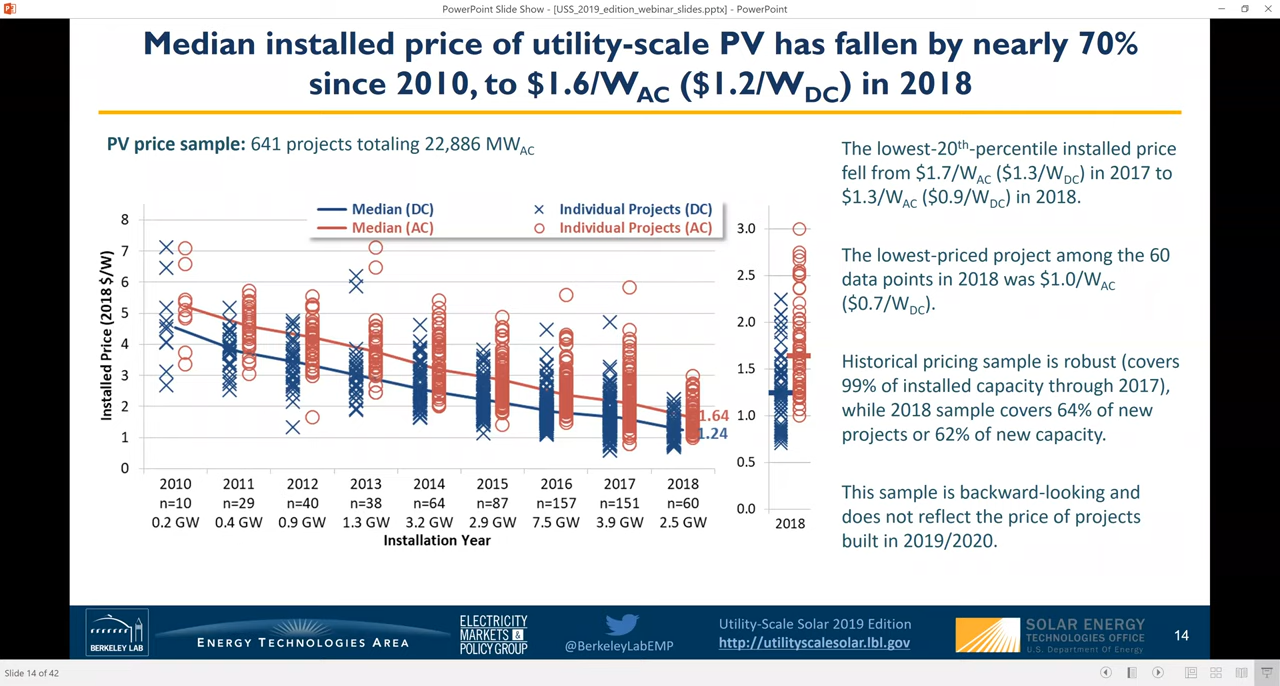 PowerPoint Slide Show - [USS_2019_edition_webinar_slides.pptx] - PowerPoint
Median installed price of utility-scale PV has fallen by nearly 70%
since 2010, to $1.6/WAC ($1.2/WDC) in 2018
PV price sample: 641 projects totaling 22,886 MWAC
Median (DC)
Individual Projects (DC)
Median (AC)
Individual Projects (AC)
Installed Price (2018 $/W)
8
7
6
5
4
3
2
1
0
1.64
1.24
2010 2011 2012 2013 2014 2015 2016 2017 2018
n=10 n=29 n=40 n=38 n=64 n=87 n=157 n=151 n=60
0.2 GW 0.4 GW 0.9 GW 1.3 GW 3.2 GW 2.9 GW 7.5 GW 3.9 GW 2.5 GW
Installation Year
3.0
2.5
2.0
1.5
1.0
0.5
0.0
2018
The lowest-20th-percentile installed price
fell from $1.7/WAC ($1.3/WDC) in 2017 to
$1.3/WAC ($0.9/WDC) in 2018.
The lowest-priced project among the 60
data points in 2018 was $1.0/WAC
($0.7/WDC).
Historical pricing sample is robust (covers
99% of installed capacity through 2017),
while 2018 sample covers 64% of new
projects or 62% of new capacity.
This sample is backward-looking and
does not reflect the price of projects
built in 2019/2020.
BERKELEY LAB
ENERGY TECHNOLOGIES AREA
ELECTRICITY
MARKETS &
POLICY GROUP
@BerkeleyLabEMP
Utility-Scale Solar 2019 Edition
http://utilityscalesolar.lbl.gov
SOLAR ENERGY
TECHNOLOGIES OFFICE
U.S. Department Of Energy
14
Slide 14 of 42